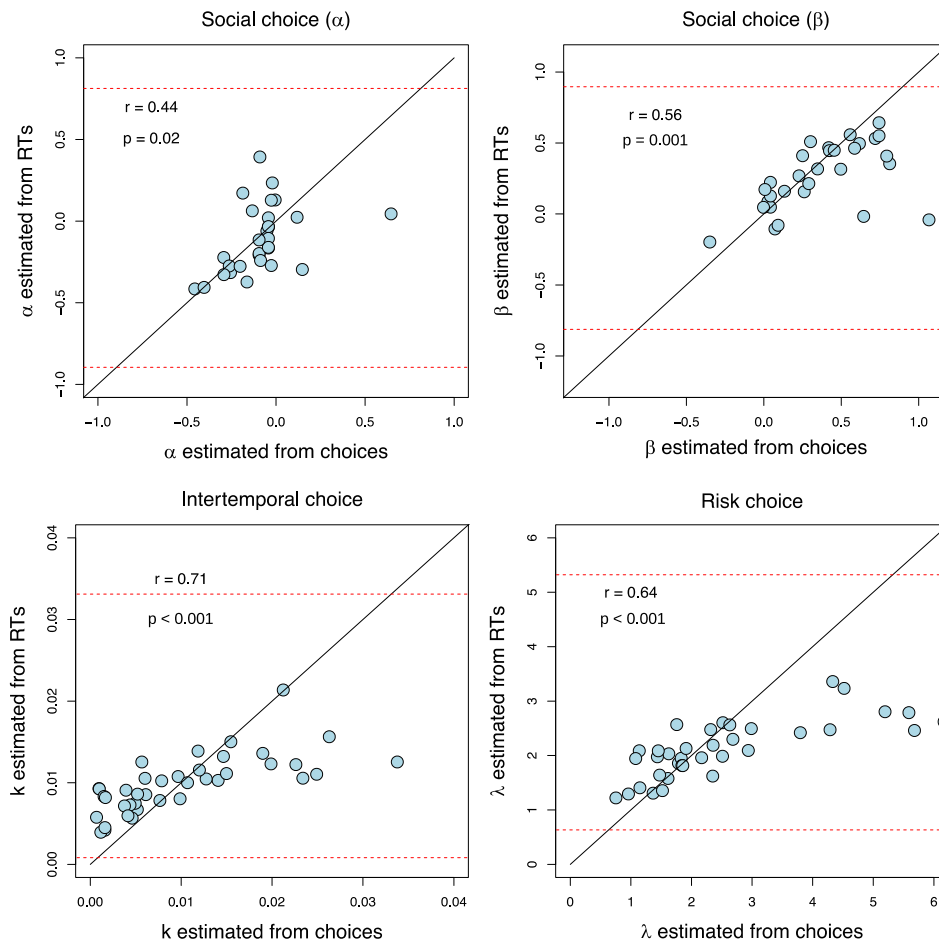 Social choice (α)
1.0
0.5
0.0
−0.5
−1.0
α estimated from RTs
r = 0.44
p = 0.02
−1.0 −0.5 0.0 0.5 1.0
α estimated from choices
Social choice (β)
1.0
0.5
0.0
−0.5
−1.0
β estimated from RTs
r = 0.56
p = 0.001
−1.0 −0.5 0.0 0.5 1.0
β estimated from choices
Intertemporal choice
0.04
0.03
0.02
0.01
0.00
k estimated from RTs
r = 0.71
p < 0.001
0.00 0.01 0.02 0.03 0.04
k estimated from choices
Risk choice
6
5
4
3
2
1
0
λ estimated from RTs
r = 0.64
p < 0.001
0 1 2 3 4 5 6
λ estimated from choices